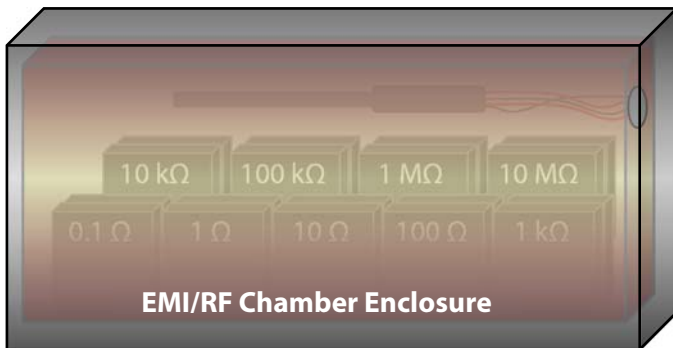 10 kΩ 100 kΩ 1 MΩ 10 MΩ
0.1 Ω 1 Ω 10 Ω 100 Ω 1 kΩ
EMI/RF Chamber Enclosure